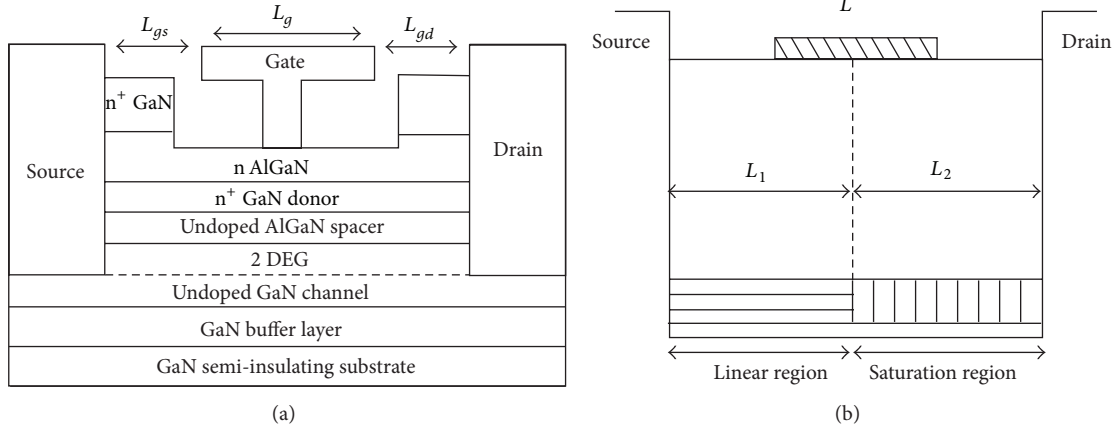 L_g
L_gs
L_gd
Gate
n+ GaN
Source
Drain
n AlGaN
n+ GaN donor
Undoped AlGaN spacer
2 DEG
Undoped GaN channel
GaN buffer layer
GaN semi-insulating substrate
(a)
L
Source
Drain
L_1
L_2
Linear region
Saturation region
(b)